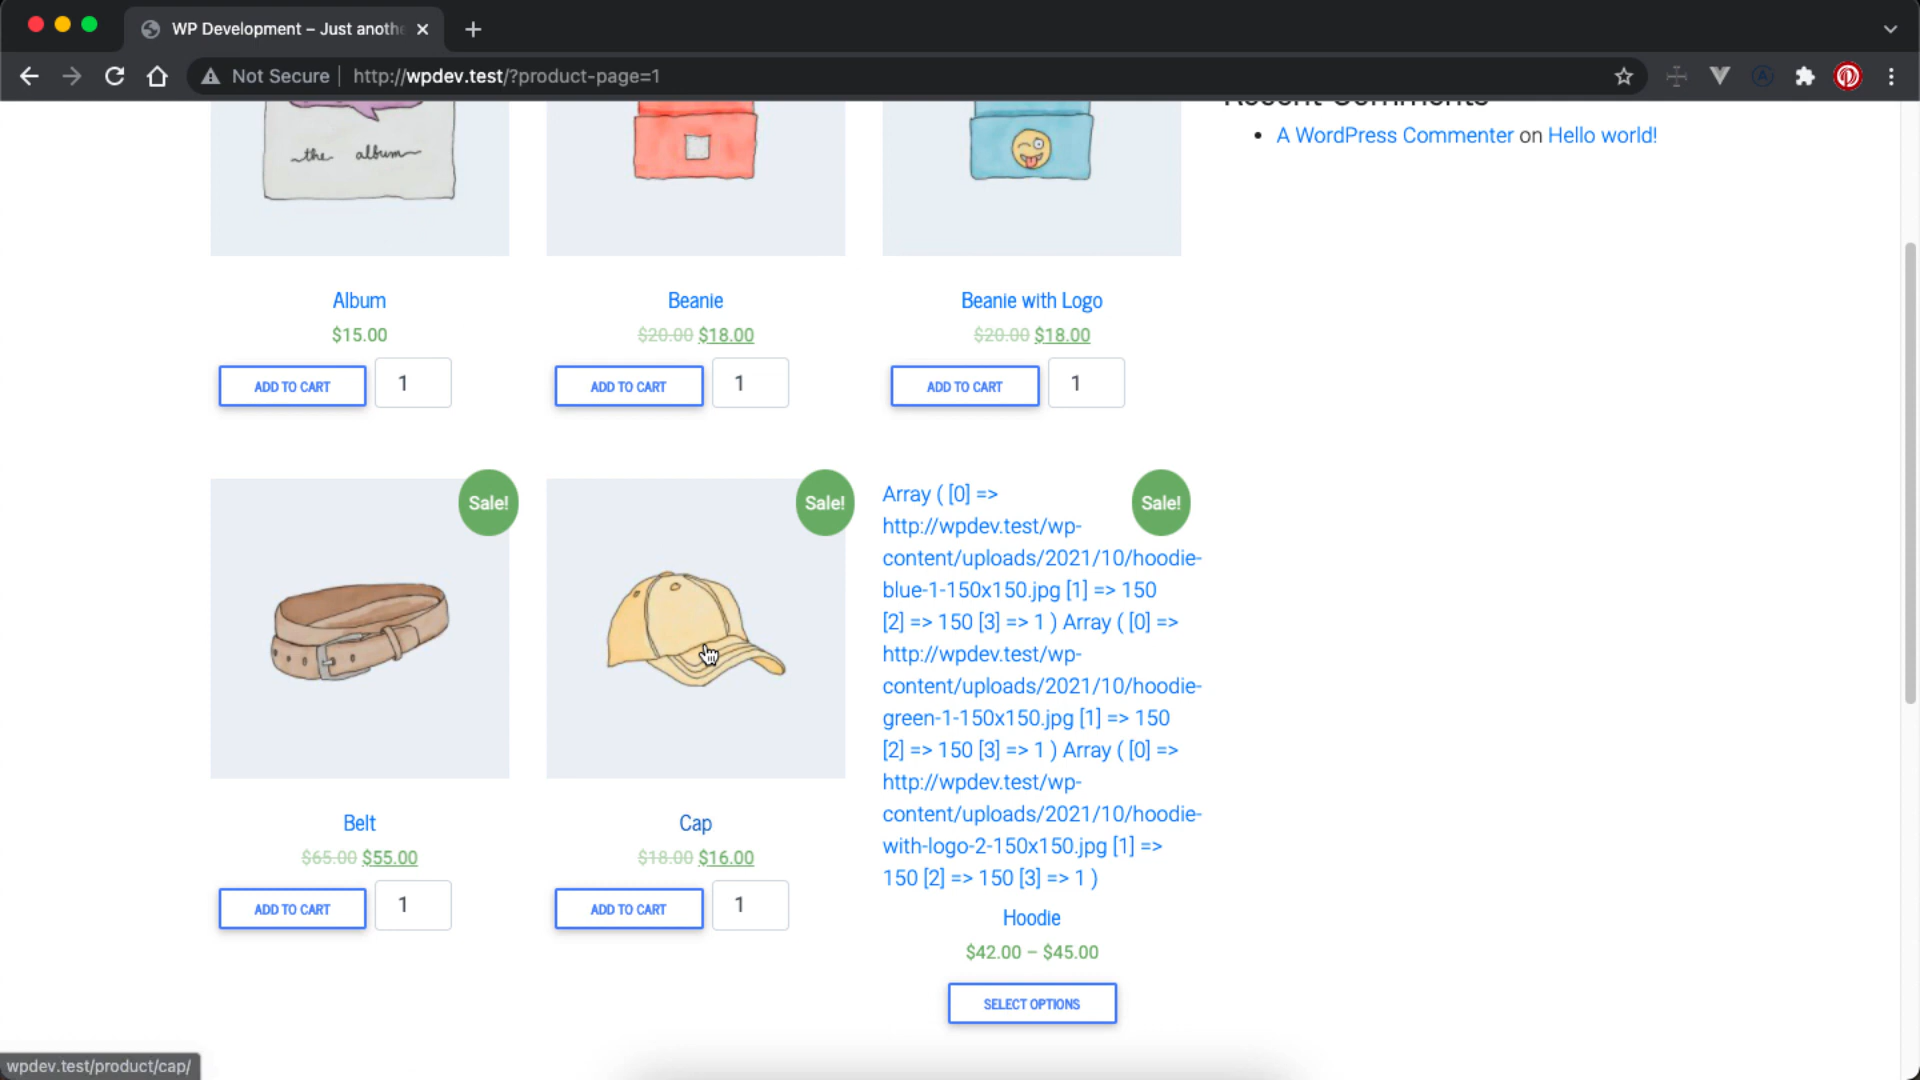 WP Development – Just anothe
Not Secure
http://wpdev.test/?product-page=1
Recent Comments
A WordPress Commenter on Hello world!
the album
Album
$15.00
ADD TO CART
1
Beanie
$20.00 $18.00
ADD TO CART
1
Beanie with Logo
$20.00 $18.00
ADD TO CART
1
Sale!
Belt
$65.00 $55.00
ADD TO CART
1
Sale!
Cap
$18.00 $16.00
ADD TO CART
1
Sale!
Array ( [0] =>
http://wpdev.test/wp-
content/uploads/2021/10/hoodie-
blue-1-150x150.jpg [1] => 150
[2] => 150 [3] => 1 ) Array ( [0] =>
http://wpdev.test/wp-
content/uploads/2021/10/hoodie-
green-1-150x150.jpg [1] => 150
[2] => 150 [3] => 1 ) Array ( [0] =>
http://wpdev.test/wp-
content/uploads/2021/10/hoodie-
with-logo-2-150x150.jpg [1] =>
150 [2] => 150 [3] => 1 )
Hoodie
$42.00 – $45.00
SELECT OPTIONS
wpdev.test/product/cap/